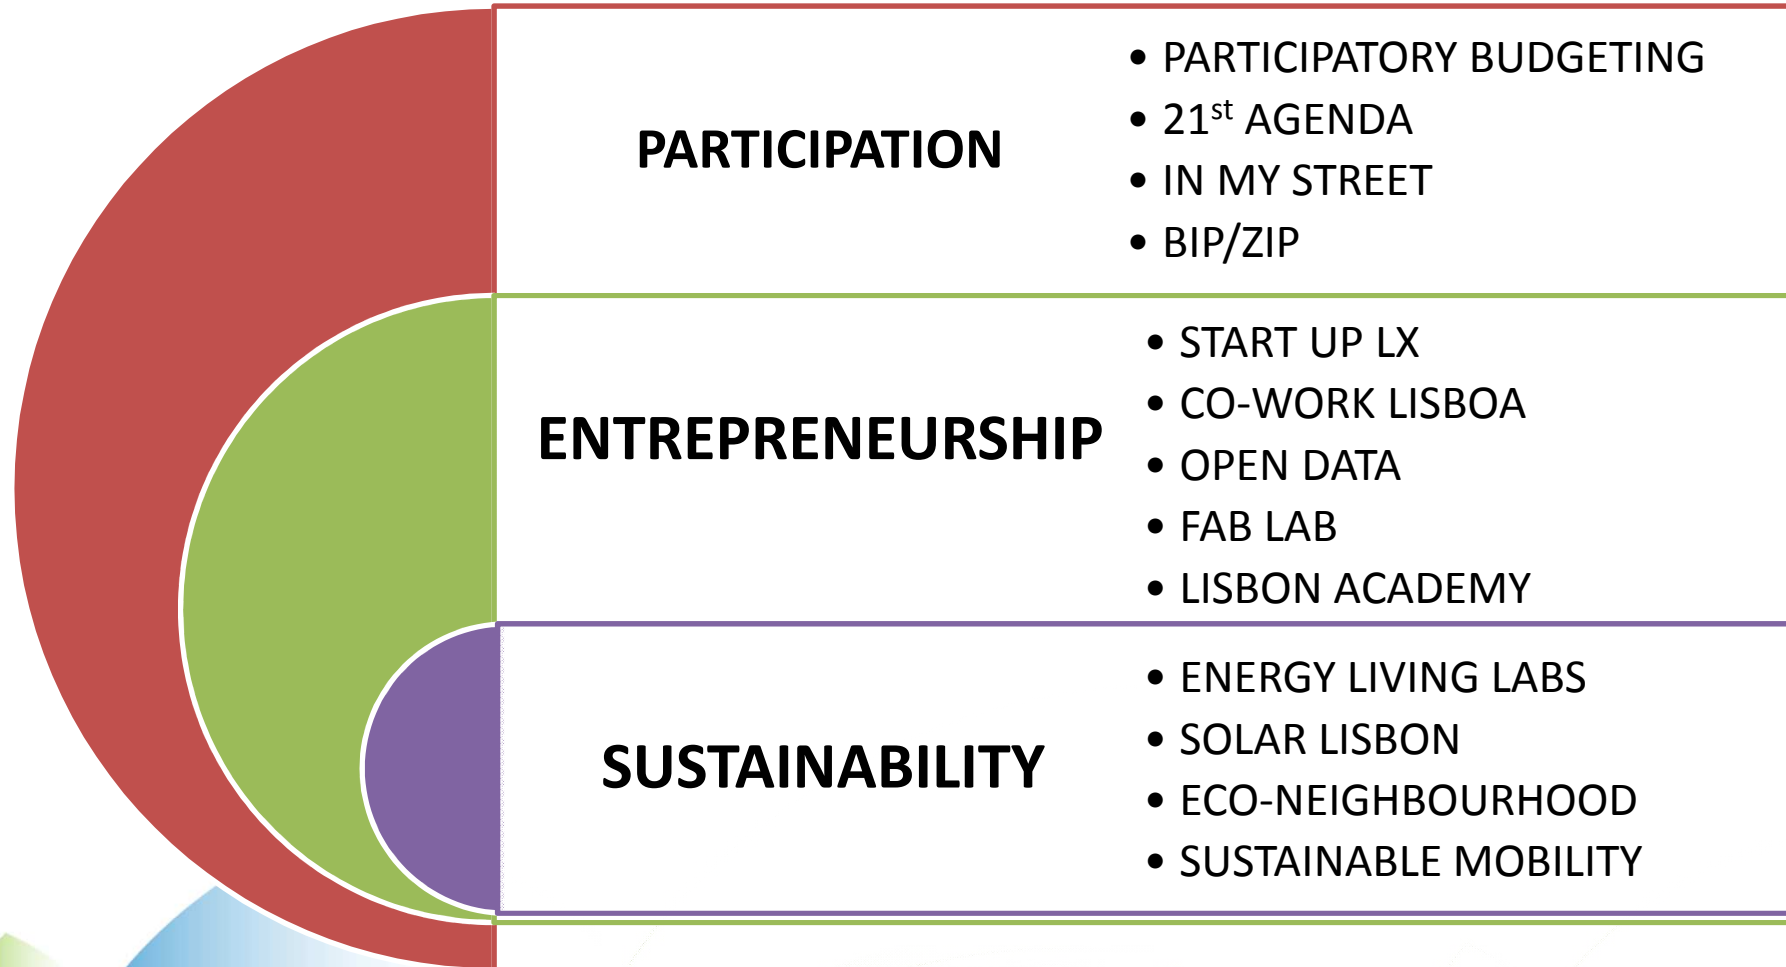 PARTICIPATION
• PARTICIPATORY BUDGETING
• 21st AGENDA
• IN MY STREET
• BIP/ZIP
ENTREPRENEURSHIP
• START UP LX
• CO-WORK LISBOA
• OPEN DATA
• FAB LAB
• LISBON ACADEMY
SUSTAINABILITY
• ENERGY LIVING LABS
• SOLAR LISBON
• ECO-NEIGHBOURHOOD
• SUSTAINABLE MOBILITY